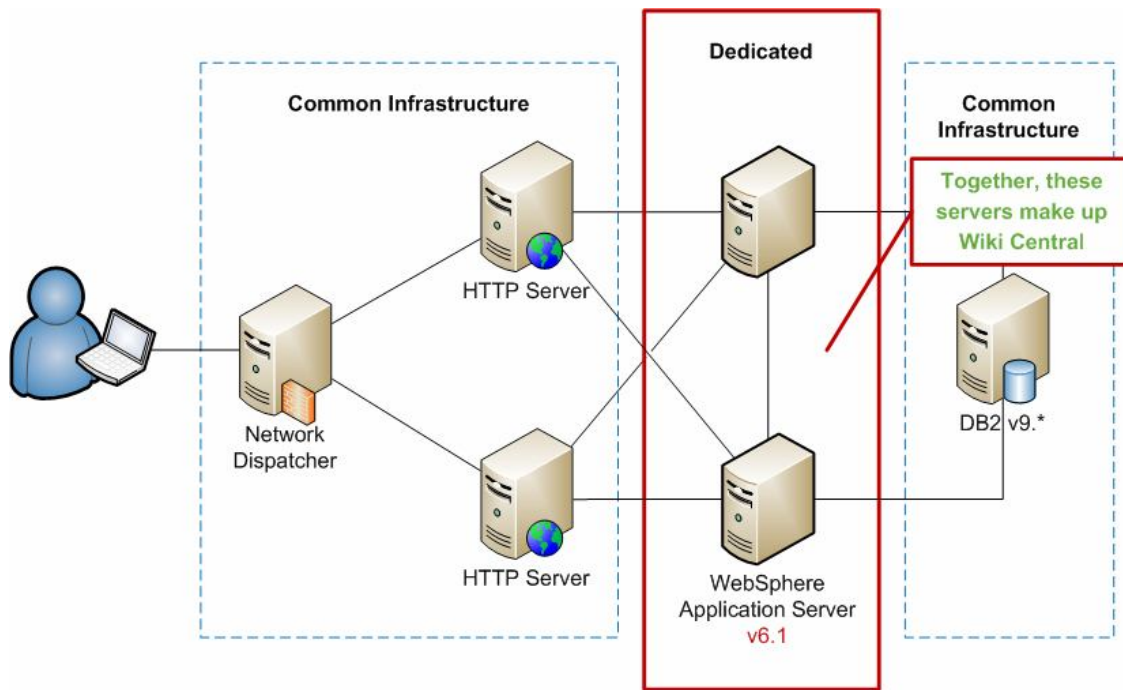 Dedicated
Common Infrastructure
Common
Infrastructure
Together, these
servers make up
Wiki Central
HTTP Server
Network
Dispatcher
DB2 v9.*
HTTP Server
WebSphere
Application Server
v6.1